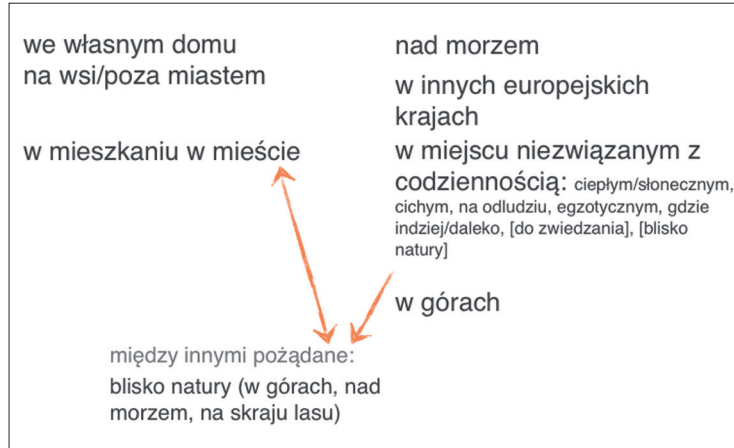 we własnym domu
na wsi/poza miastem
w mieszkaniu w mieście
nad morzem
w innych europejskich
krajach
w miejscu niezwiązanym z
codziennością: ciepłym/słonecznym,
cichym, na odludziu, egzotycznym, gdzie
indziej/daleko, [do zwiedzania], [blisko
natury]
w górach
między innymi pożądane:
blisko natury (w górach, nad
morzem, na skraju lasu)